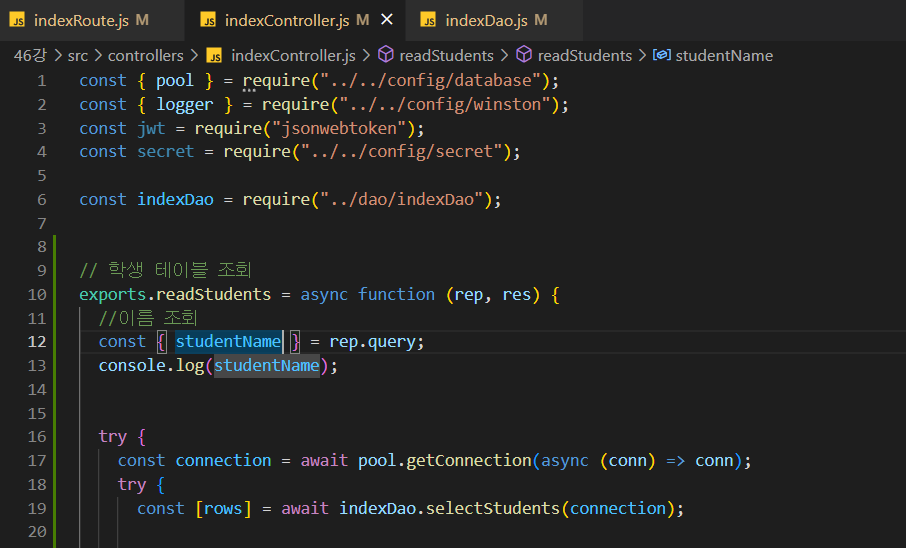 JS indexRoute.js M JS indexController.js M JS indexDao.js M
46강 > src > controllers > JS indexController.js > readStudents > readStudents > studentName
1 const { pool } = require("../../config/database");
2 const { logger } = require("../../config/winston");
3 const jwt = require("jsonwebtoken");
4 const secret = require("../../config/secret");
5
6 const indexDao = require("../dao/indexDao");
7
8
9 // 학생 테이블 조회
10 exports.readStudents = async function (rep, res) {
11 //이름 조회
12 const { studentName } = rep.query;
13 console.log(studentName);
14
15
16 try {
17 const connection = await pool.getConnection(async (conn) => conn);
18 try {
19 const [rows] = await indexDao.selectStudents(connection);
20